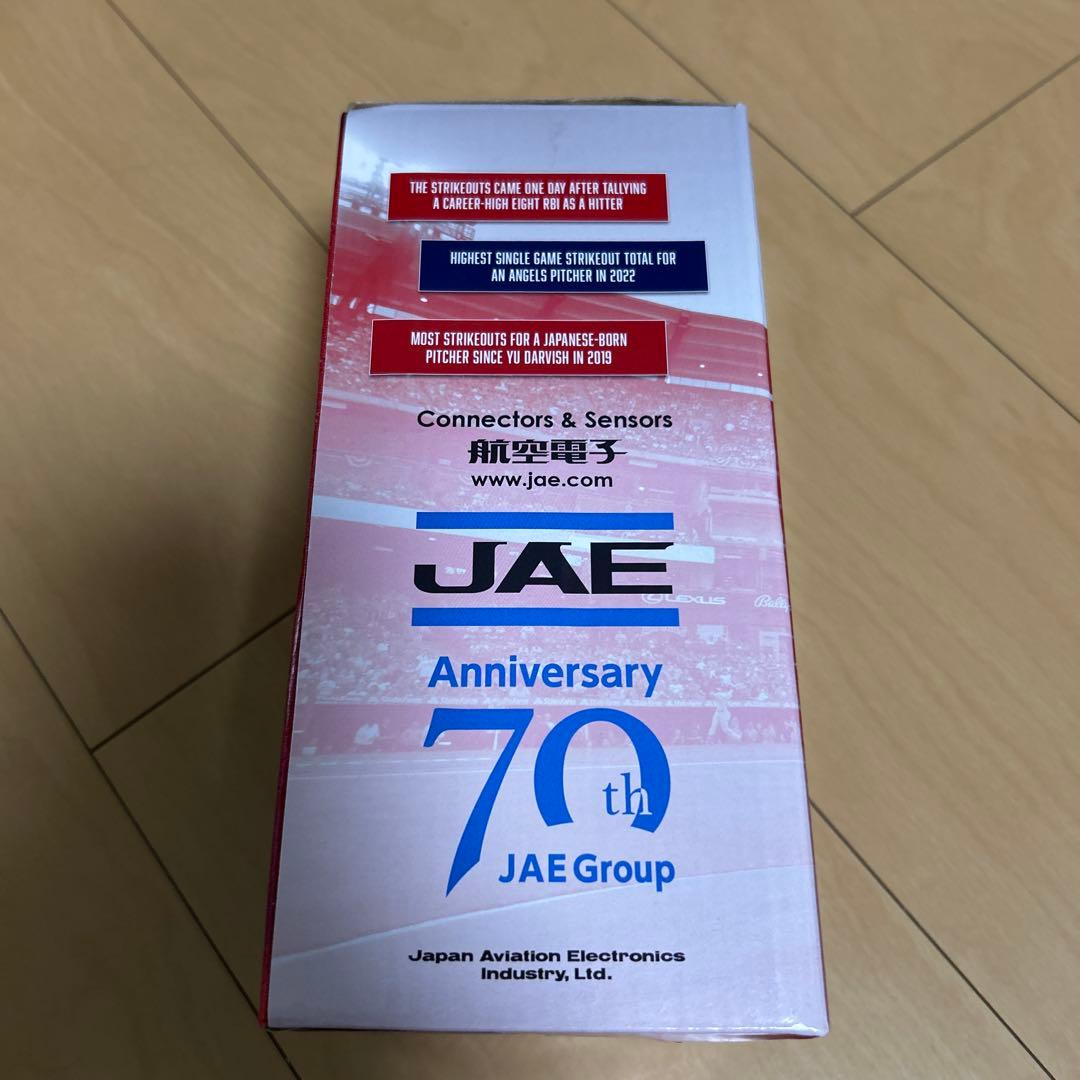 THE STRIKEOUTS CAME ONE DAY AFTER TALLYING
A CAREER-HIGH EIGHT RBI AS A HITTER
HIGHEST SINGLE GAME STRIKEOUT TOTAL FOR
AN ANGELS PITCHER IN 2022
MOST STRIKEOUTS FOR A JAPANESE-BORN
PITCHER SINCE YU DARVISH IN 2019
Connectors & Sensors
航空電子
www.jae.com
JAE
LEXUS
Bally
Anniversary
70th
JAE Group
Japan Aviation Electronics
Industry, Ltd.